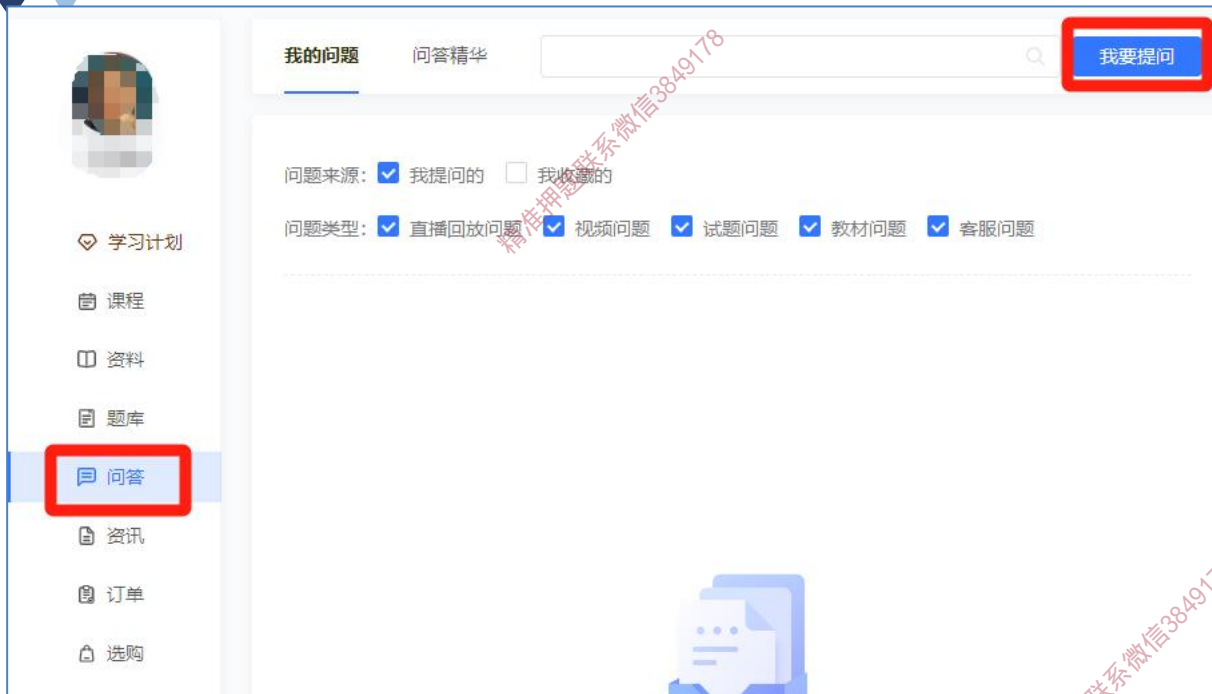 我的问题 问答精华 我要提问
问题来源: 我提问的 我收藏的
问题类型: 直播回放问题 视频问题 试题问题 教材问题 客服问题
学习计划
课程
资料
题库
问答
资讯
订单
选购
精准押题联系微信3849178
联系微信384917